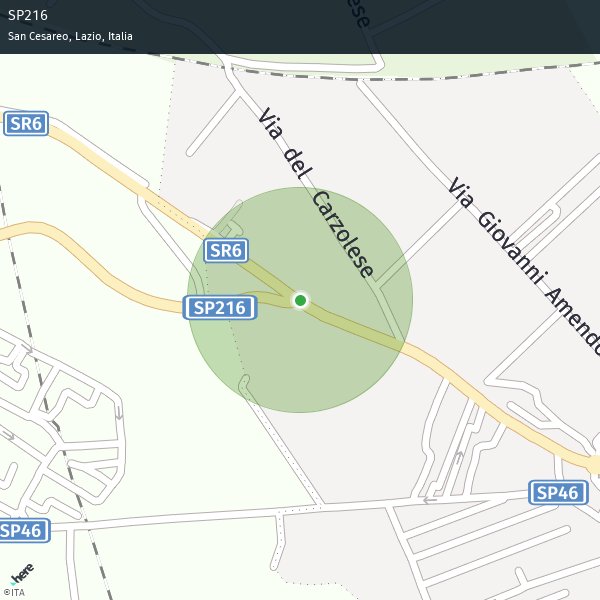 SP216
San Cesareo, Lazio, Italia
ese
SR6
Via del Carzolese
Via Giovanni Amendo
SR6
SP216
SP46
SP46
here
©ITA